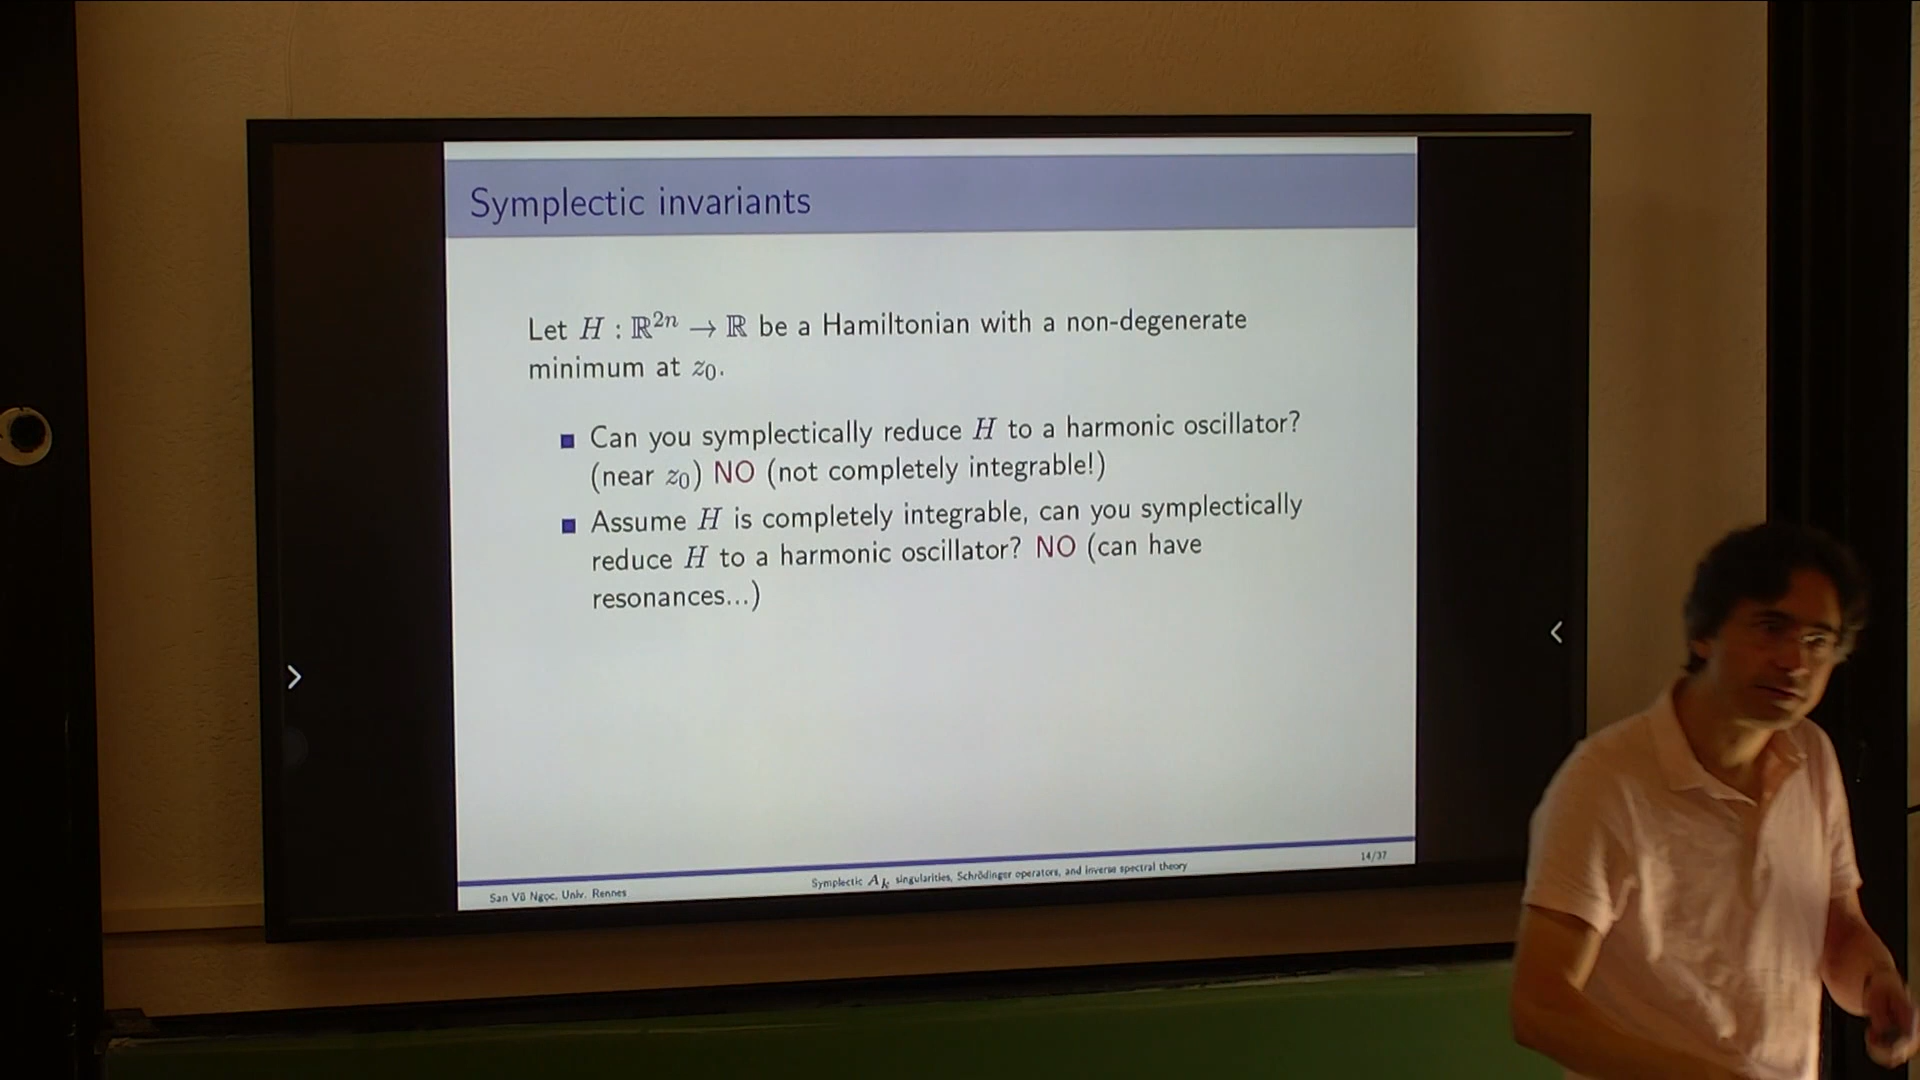 Symplectic invariants
Let H : ℝ²ⁿ → ℝ be a Hamiltonian with a non-degenerate
minimum at z₀.
Can you symplectically reduce H to a harmonic oscillator?
(near z₀) NO (not completely integrable!)
Assume H is completely integrable, can you symplectically
reduce H to a harmonic oscillator? NO (can have
resonances...)
San Vũ Ngọc, Univ. Rennes
Symplectic Aₖ singularities, Schrödinger operators, and inverse spectral theory
14/37